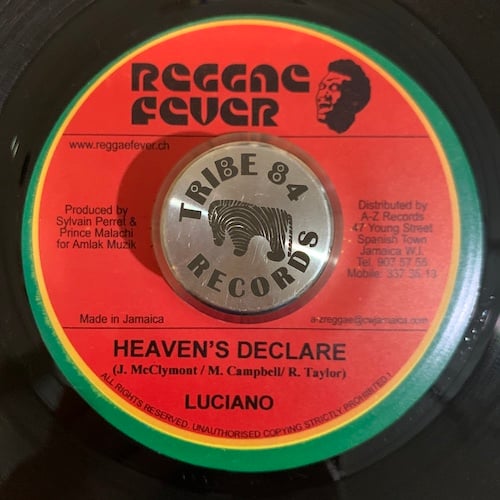 REGGAE
FEVER
www.reggaefever.ch
TRIBE 84
RECORDS
Produced by
Sylvain Perret &
Prince Malachi
for Amlak Muzik
Distributed by
A-Z Records
47 Young Street
Spanish Town
Jamaica W.I.
Tel. 907 57 55
Mobile: 337 35 13
Made in Jamaica
a-zreggae@cwjamaica.com
HEAVEN'S DECLARE
(J. McClymont / M. Campbell/ R. Taylor)
LUCIANO
ALL RIGHTS RESERVED, UNAUTHORISED COPYING STRICTLY PROHIBITED !